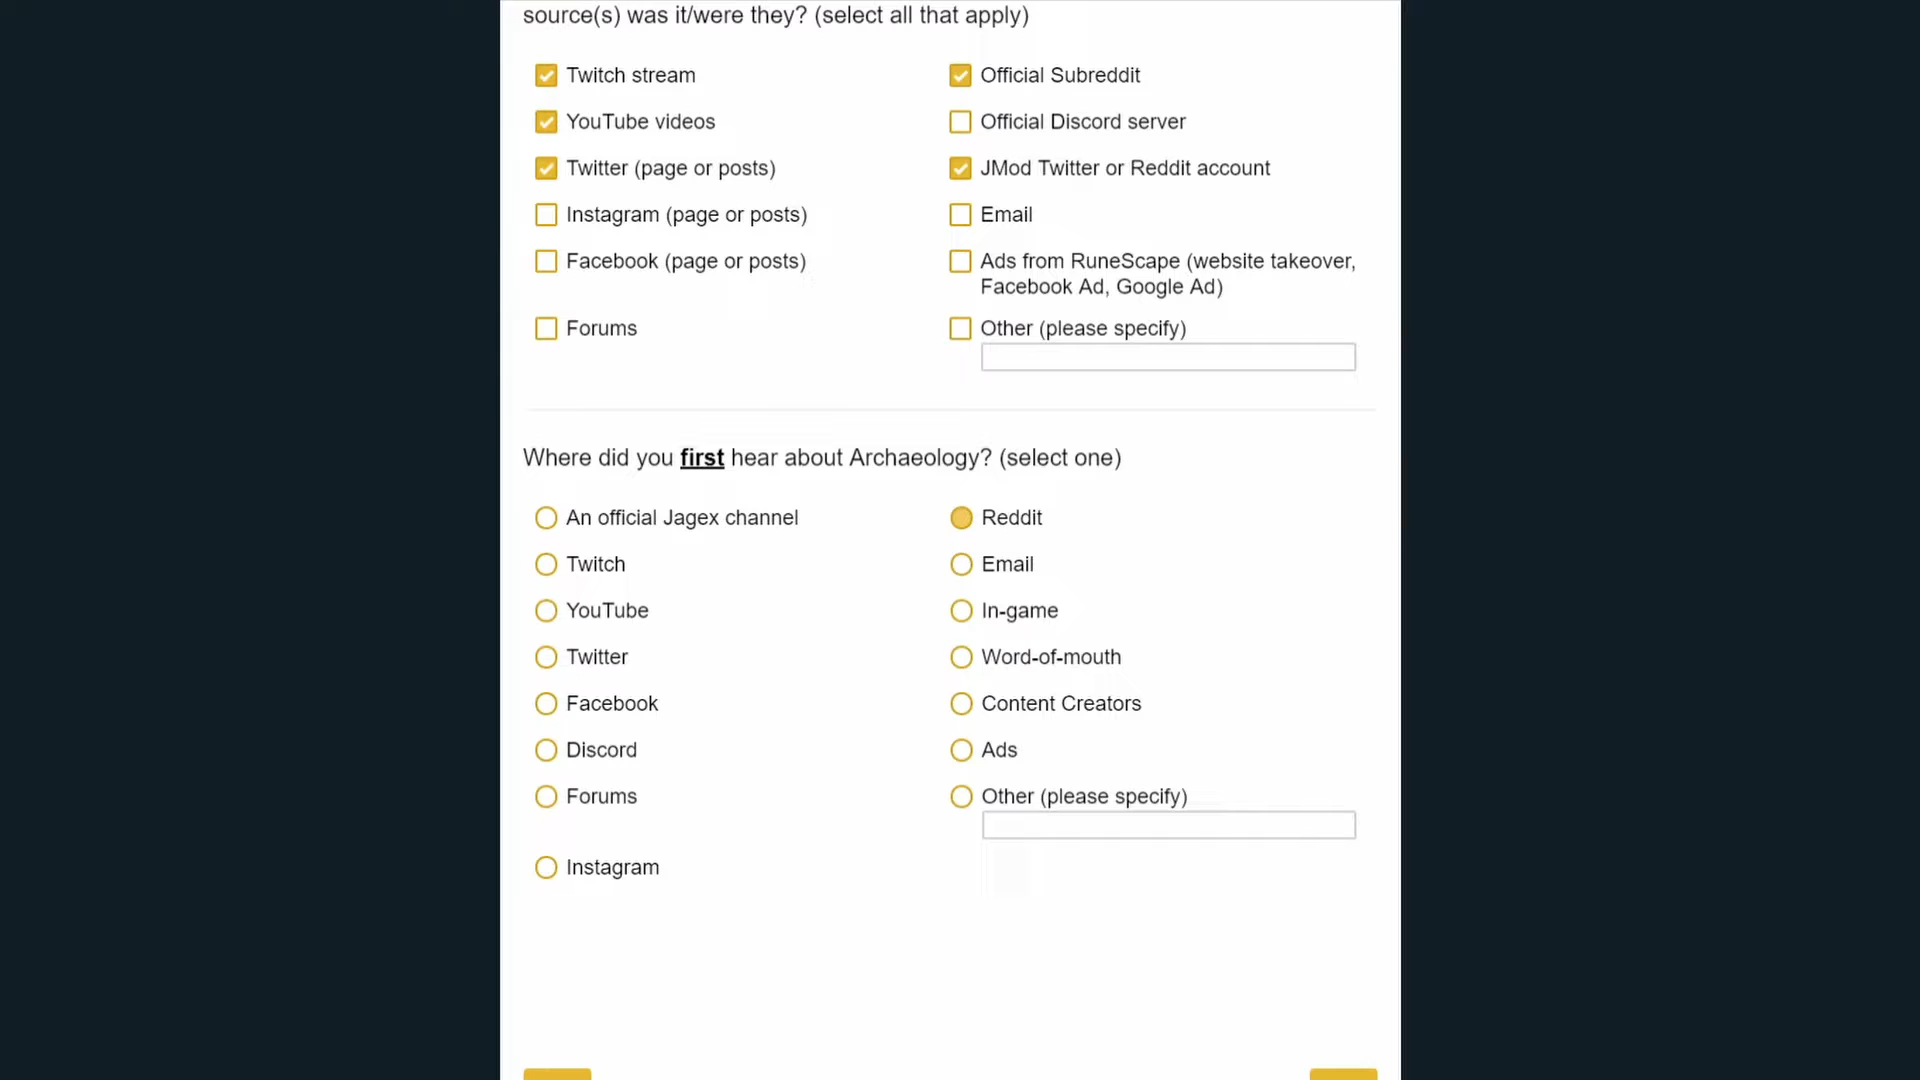 source(s) was it/were they? (select all that apply)
Twitch stream
Official Subreddit
YouTube videos
Official Discord server
Twitter (page or posts)
JMod Twitter or Reddit account
Instagram (page or posts)
Email
Facebook (page or posts)
Ads from RuneScape (website takeover,
Facebook Ad, Google Ad)
Forums
Other (please specify)
Where did you first hear about Archaeology? (select one)
An official Jagex channel
Reddit
Twitch
Email
YouTube
In-game
Twitter
Word-of-mouth
Facebook
Content Creators
Discord
Ads
Forums
Other (please specify)
Instagram